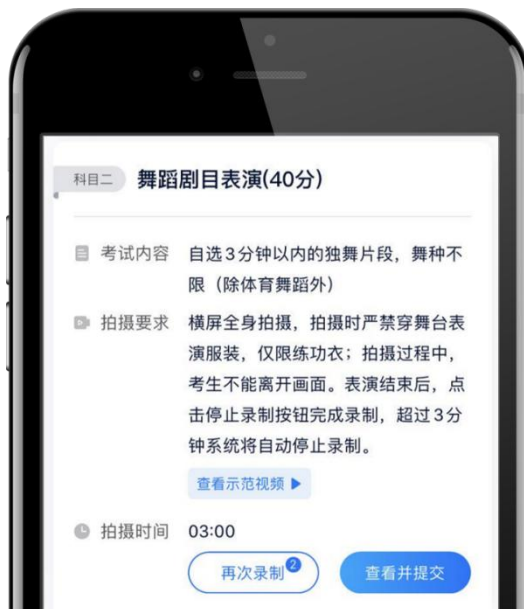 科目二 舞蹈剧目表演(40分)
考试内容 自选3分钟以内的独舞片段，舞种不
限（除体育舞蹈外）
拍摄要求 横屏全身拍摄，拍摄时严禁穿舞台表
演服装，仅限练功衣；拍摄过程中，
考生不能离开画面。表演结束后，点
击停止录制按钮完成录制，超过3分
钟系统将自动停止录制。
查看示范视频
拍摄时间 03:00
再次录制 2 查看并提交